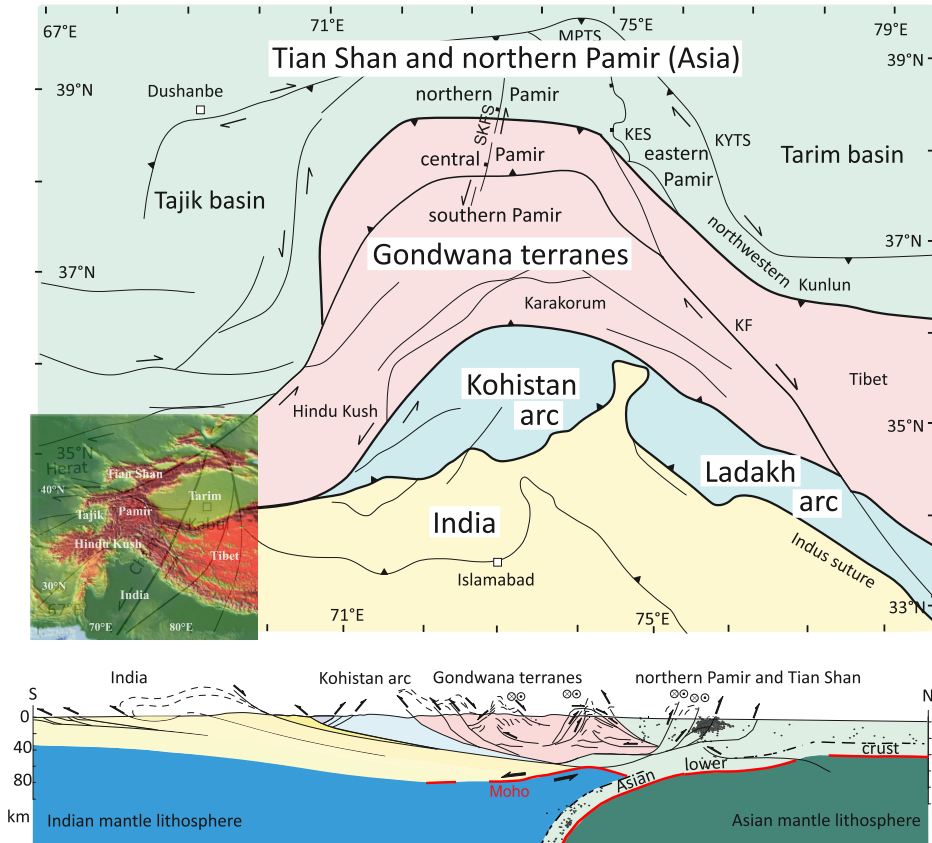 67°E
71°E
75°E
79°E
MPTS
Tian Shan and northern Pamir (Asia)
39°N
39°N
Dushanbe
northern Pamir
SKFS
KES
KYTS
central Pamir
eastern
Pamir
Tarim basin
Tajik basin
southern Pamir
Gondwana terranes
northwestern
Kunlun
37°N
37°N
Karakorum
KF
Kohistan
arc
Tibet
Hindu Kush
35°N
35°N
Herat
Tian Shan
40°N
Tarim
Tajik
Pamir
Kabul
Hindu Kush
Tibet
30°N
India
67°E
70°E
80°E
Ladakh
arc
India
Indus suture
Islamabad
33°N
71°E
75°E
India
Kohistan arc
Gondwana terranes
northern Pamir and Tian Shan
S
N
0
40
80
km
Moho
Asian
lower
crust
Indian mantle lithosphere
Asian mantle lithosphere